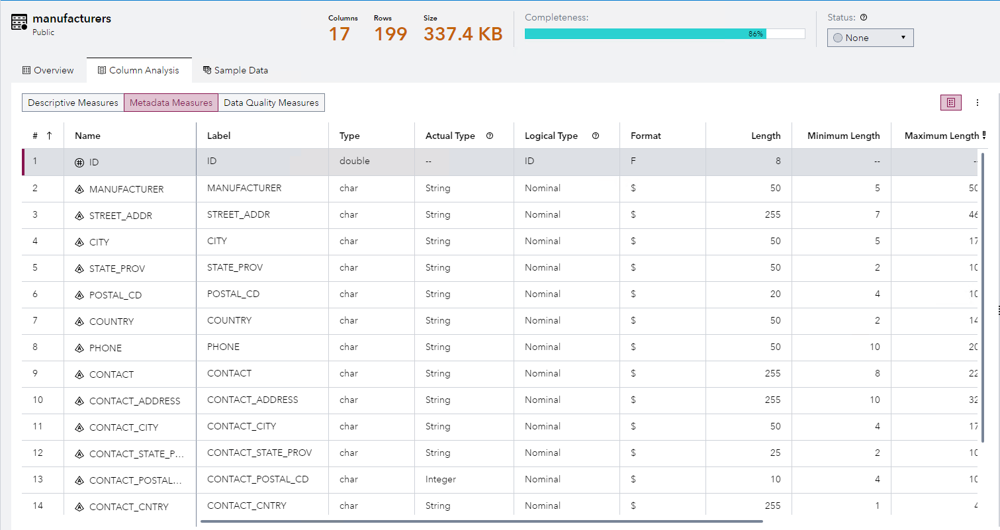 manufacturers
Public
Columns Rows Size
17 199 337.4 KB
Completeness:
86%
Status:
None
Overview Column Analysis Sample Data
Descriptive Measures Metadata Measures Data Quality Measures
# Name Label Type Actual Type Logical Type Format Length Minimum Length Maximum Length
1 ID ID double -- ID F 8 -- --
2 MANUFACTURER MANUFACTURER char String Nominal $ 50 5 50
3 STREET_ADDR STREET_ADDR char String Nominal $ 255 7 46
4 CITY CITY char String Nominal $ 50 5 17
5 STATE_PROV STATE_PROV char String Nominal $ 50 2 10
6 POSTAL_CD POSTAL_CD char String Nominal $ 20 4 10
7 COUNTRY COUNTRY char String Nominal $ 50 2 14
8 PHONE PHONE char String Nominal $ 50 10 20
9 CONTACT CONTACT char String Nominal $ 255 8 22
10 CONTACT_ADDRESS CONTACT_ADDRESS char String Nominal $ 255 10 32
11 CONTACT_CITY CONTACT_CITY char String Nominal $ 50 4 17
12 CONTACT_STATE_P... CONTACT_STATE_PROV char String Nominal $ 25 2 10
13 CONTACT_POSTAL... CONTACT_POSTAL_CD char Integer Nominal $ 10 4 10
14 CONTACT_CNTRY CONTACT_CNTRY char String Nominal $ 255 1 4